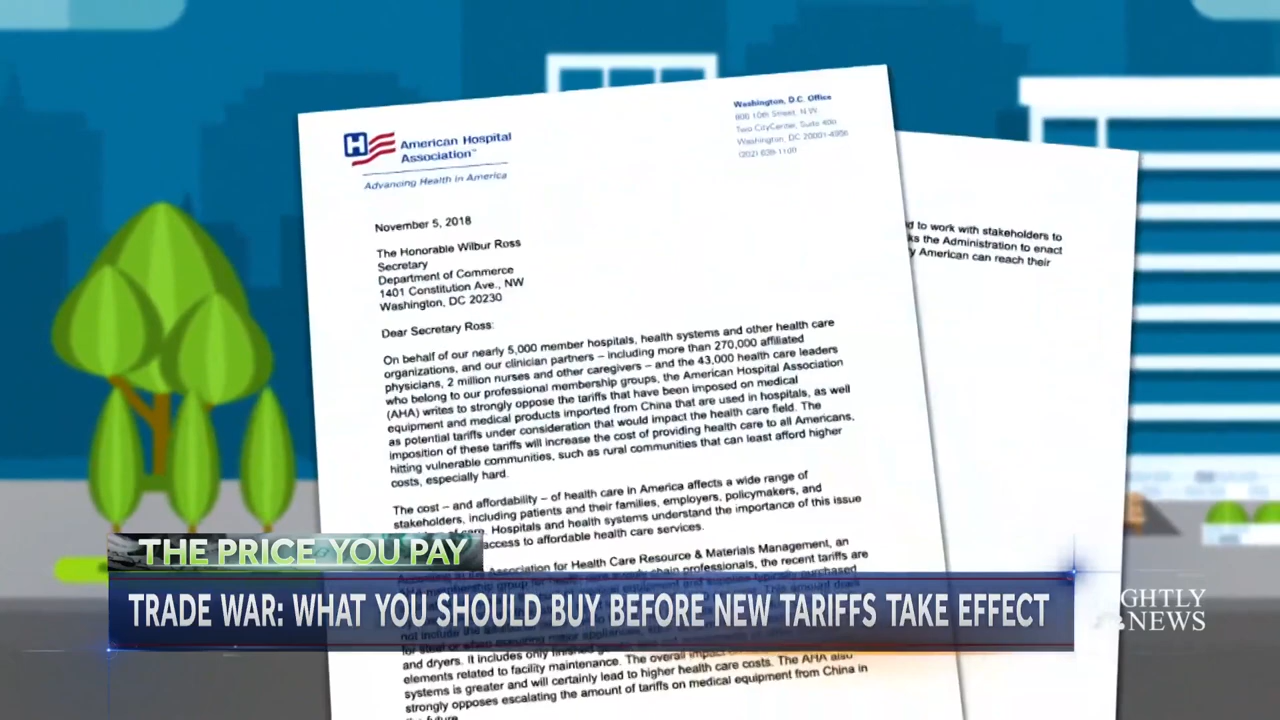 American Hospital
Association™
Advancing Health in America
Washington, D.C. Office
800 10th Street, N.W.
Two CityCenter, Suite 400
Washington, DC 20001-4956
(202) 638-1100
November 5, 2018
The Honorable Wilbur Ross
Secretary
Department of Commerce
1401 Constitution Ave., NW
Washington, DC 20230
Dear Secretary Ross:
On behalf of our nearly 5,000 member hospitals, health systems and other health care
organizations, and our clinician partners – including more than 270,000 affiliated
physicians, 2 million nurses and other caregivers – and the 43,000 health care leaders
who belong to our professional membership groups, the American Hospital Association
(AHA) writes to strongly oppose the tariffs that have been imposed on medical
equipment and medical products imported from China that are used in hospitals, as well
as potential tariffs under consideration that would impact the health care field. The
imposition of these tariffs will increase the cost of providing health care to all Americans,
hitting vulnerable communities, such as rural communities that can least afford higher
costs, especially hard.
The cost – and affordability – of health care in America affects a wide range of
stakeholders, including patients and their families, employers, policymakers, and
care. Hospitals and health systems understand the importance of this issue
access to affordable health care services.
Association for Health Care Resource & Materials Management, an
chain professionals, the recent tariffs are
purchased
not include the
and dryers. It includes only finished
elements related to facility maintenance. The overall impact
systems is greater and will certainly lead to higher health care costs. The AHA also
strongly opposes escalating the amount of tariffs on medical equipment from China in
the future.
d to work with stakeholders to
ks the Administration to enact
y American can reach their
THE PRICE YOU PAY
TRADE WAR: WHAT YOU SHOULD BUY BEFORE NEW TARIFFS TAKE EFFECT
GHTLY
NEWS